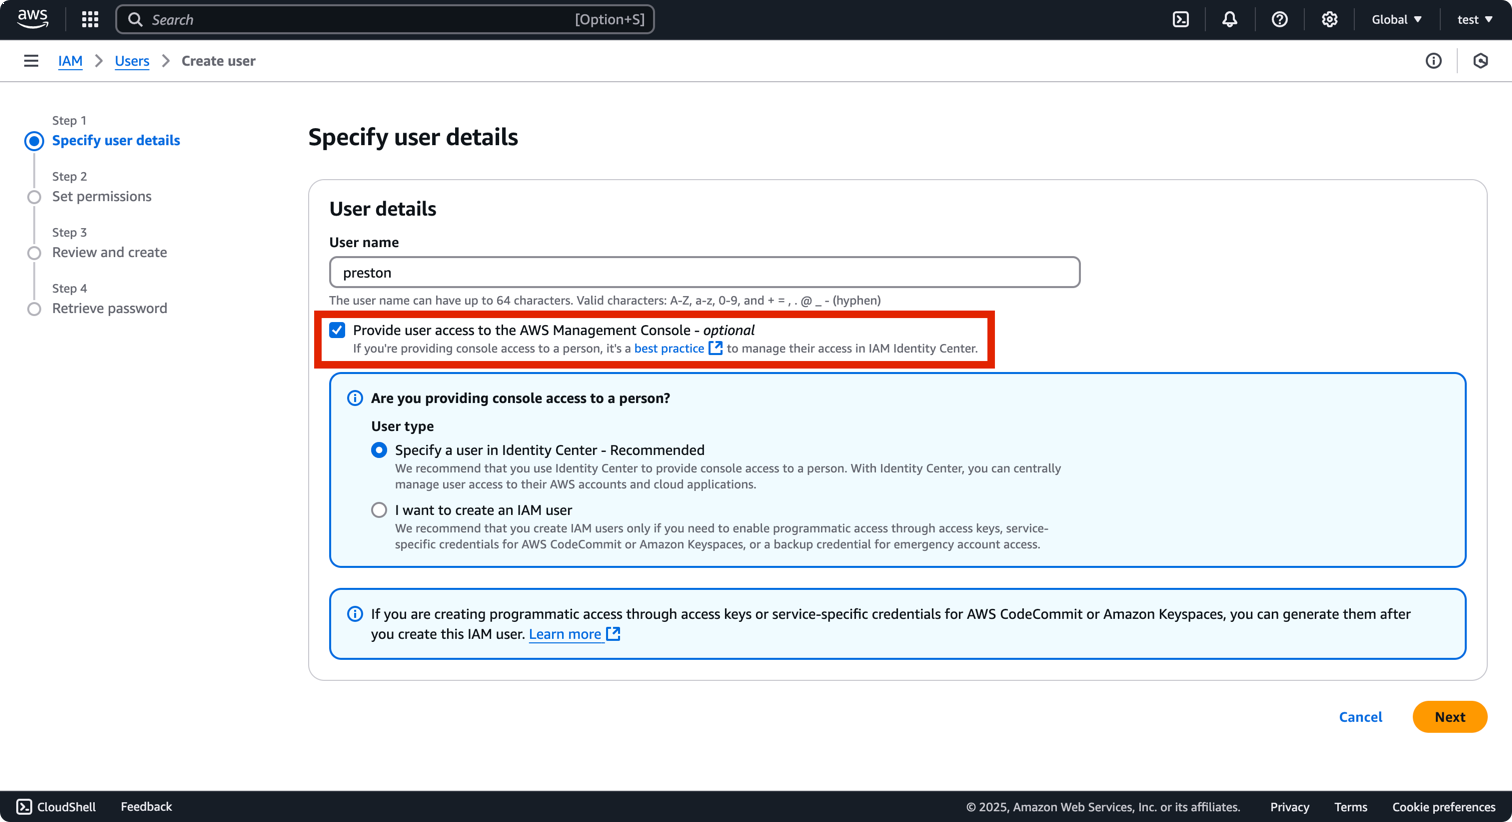 aws
Search
[Option+S]
Global
test
IAM
Users
Create user
Step 1
Specify user details
Step 2
Set permissions
Step 3
Review and create
Step 4
Retrieve password
Specify user details
User details
User name
preston
The user name can have up to 64 characters. Valid characters: A-Z, a-z, 0-9, and + = , . @ _ - (hyphen)
Provide user access to the AWS Management Console - optional
If you're providing console access to a person, it's a best practice to manage their access in IAM Identity Center.
Are you providing console access to a person?
User type
Specify a user in Identity Center - Recommended
We recommend that you use Identity Center to provide console access to a person. With Identity Center, you can centrally
manage user access to their AWS accounts and cloud applications.
I want to create an IAM user
We recommend that you create IAM users only if you need to enable programmatic access through access keys, service-
specific credentials for AWS CodeCommit or Amazon Keyspaces, or a backup credential for emergency account access.
If you are creating programmatic access through access keys or service-specific credentials for AWS CodeCommit or Amazon Keyspaces, you can generate them after
you create this IAM user. Learn more
Cancel
Next
CloudShell
Feedback
© 2025, Amazon Web Services, Inc. or its affiliates.
Privacy
Terms
Cookie preferences